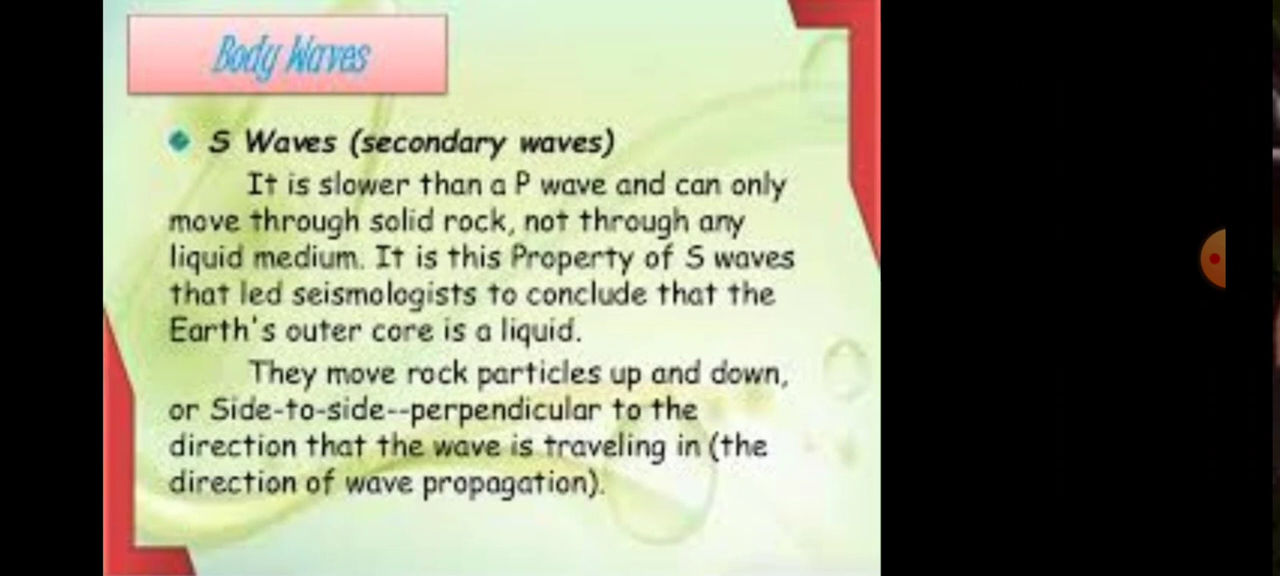 Body Waves
S Waves (secondary waves)
It is slower than a P wave and can only
move through solid rock, not through any
liquid medium. It is this Property of S waves
that led seismologists to conclude that the
Earth's outer core is a liquid.
They move rock particles up and down,
or Side-to-side--perpendicular to the
direction that the wave is traveling in (the
direction of wave propagation).